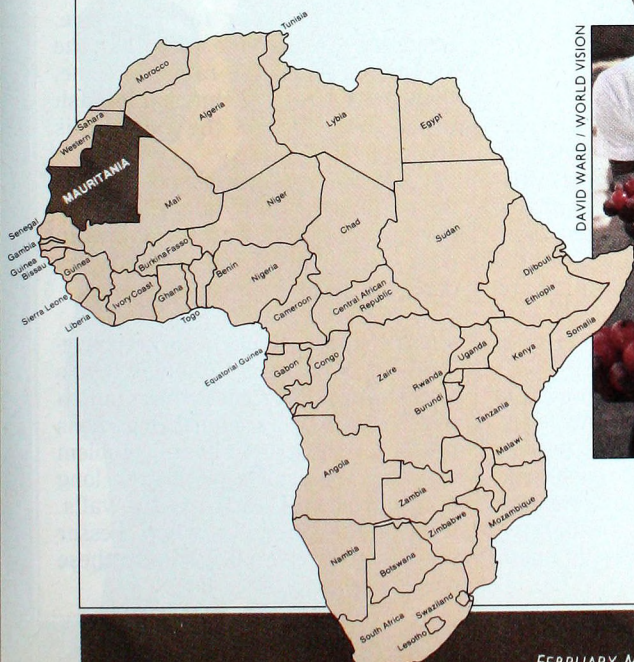 Tunisia
Morocco
Algeria
Lybia
Egypt
Sahara
Western
MAURITANIA
Mali
Niger
Chad
Sudan
Senegal
Gambia
Guinea
Bissau
Guinea
Burkina Fasso
Benin
Nigeria
Djibouti
Ethiopia
Sierra Leone
Liberia
Ivory Coast
Ghana
Togo
Cameroon
Central African
Republic
Somalia
Equatorial Guinea
Gabon
Congo
Zaire
Uganda
Kenya
Rwanda
Burundi
Tanzania
Malawi
Angola
Zambia
Mozambique
Zimbabwe
Nambia
Botswana
Swaziland
South Africa
Lesotho
DAVID WARD / WORLD VISION